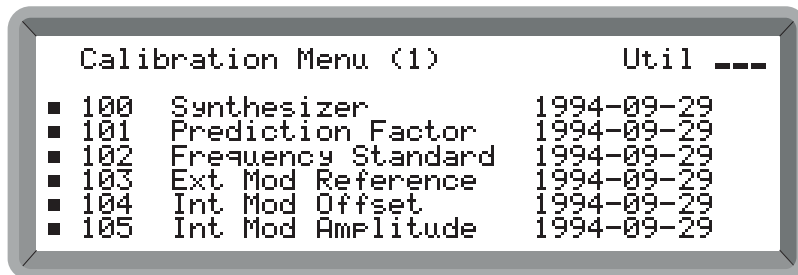 Calibration Menu (1) Util ___
■ 100 Synthesizer 1994-09-29
■ 101 Prediction Factor 1994-09-29
■ 102 Frequency Standard 1994-09-29
■ 103 Ext Mod Reference 1994-09-29
■ 104 Int Mod Offset 1994-09-29
■ 105 Int Mod Amplitude 1994-09-29